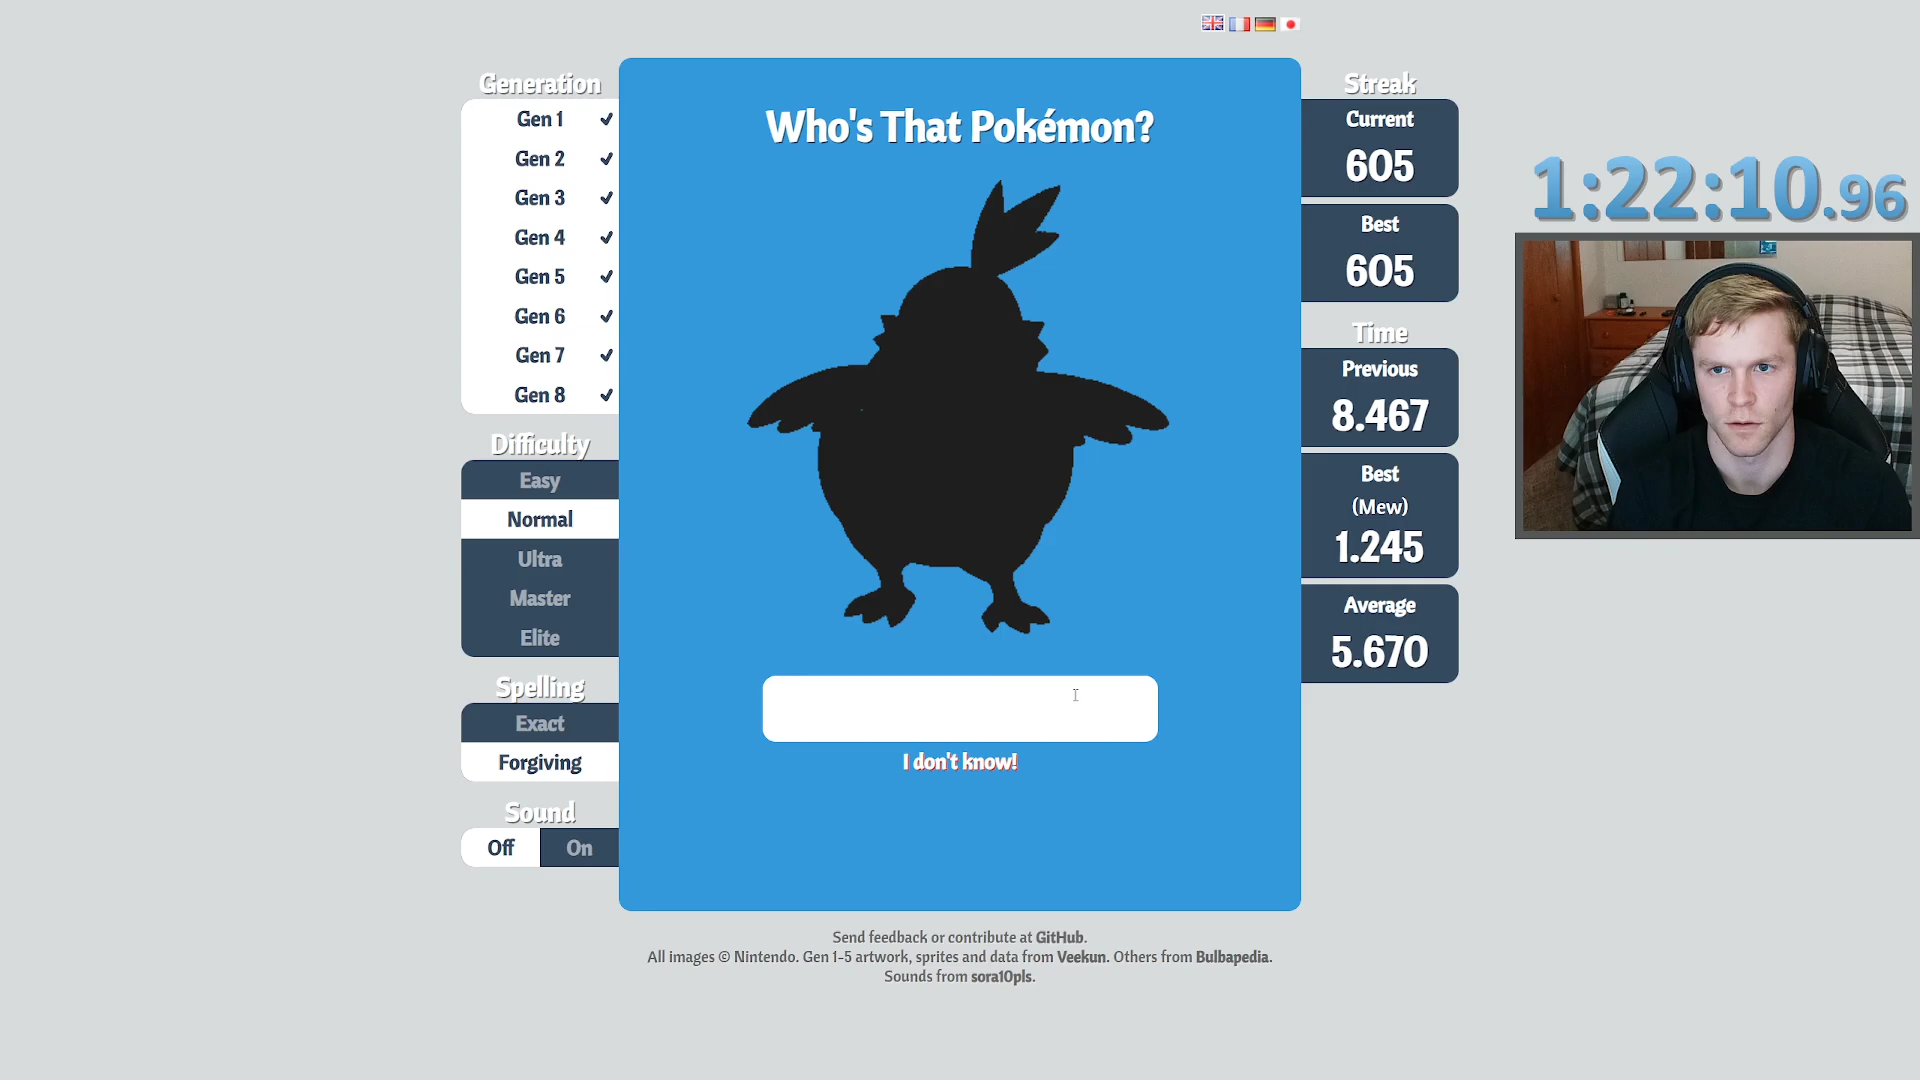 Generation
Gen 1
Gen 2
Gen 3
Gen 4
Gen 5
Gen 6
Gen 7
Gen 8
Difficulty
Easy
Normal
Ultra
Master
Elite
Spelling
Exact
Forgiving
Sound
Off On
Who's That Pokémon?
I don't know!
Streak
Current
605
Best
605
Time
Previous
8.467
Best
(Mew)
1.245
Average
5.670
1:22:10.96
Send feedback or contribute at GitHub.
All images © Nintendo. Gen 1-5 artwork, sprites and data from Veekun. Others from Bulbapedia.
Sounds from sora10pls.